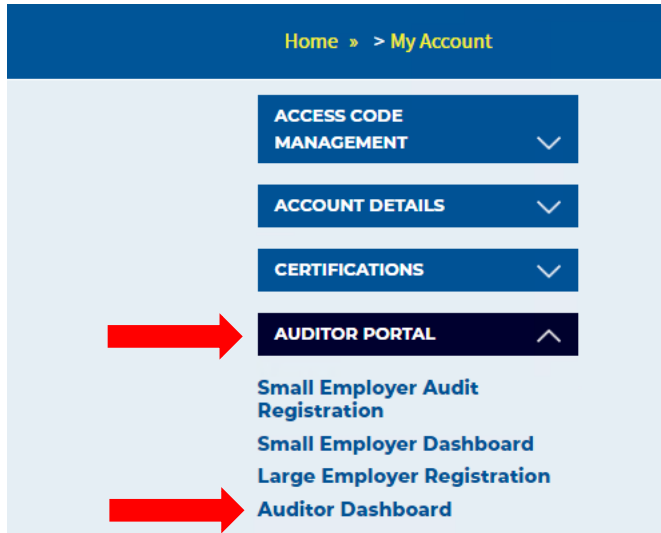 Home » > My Account
ACCESS CODE
MANAGEMENT
ACCOUNT DETAILS
CERTIFICATIONS
AUDITOR PORTAL
Small Employer Audit
Registration
Small Employer Dashboard
Large Employer Registration
Auditor Dashboard